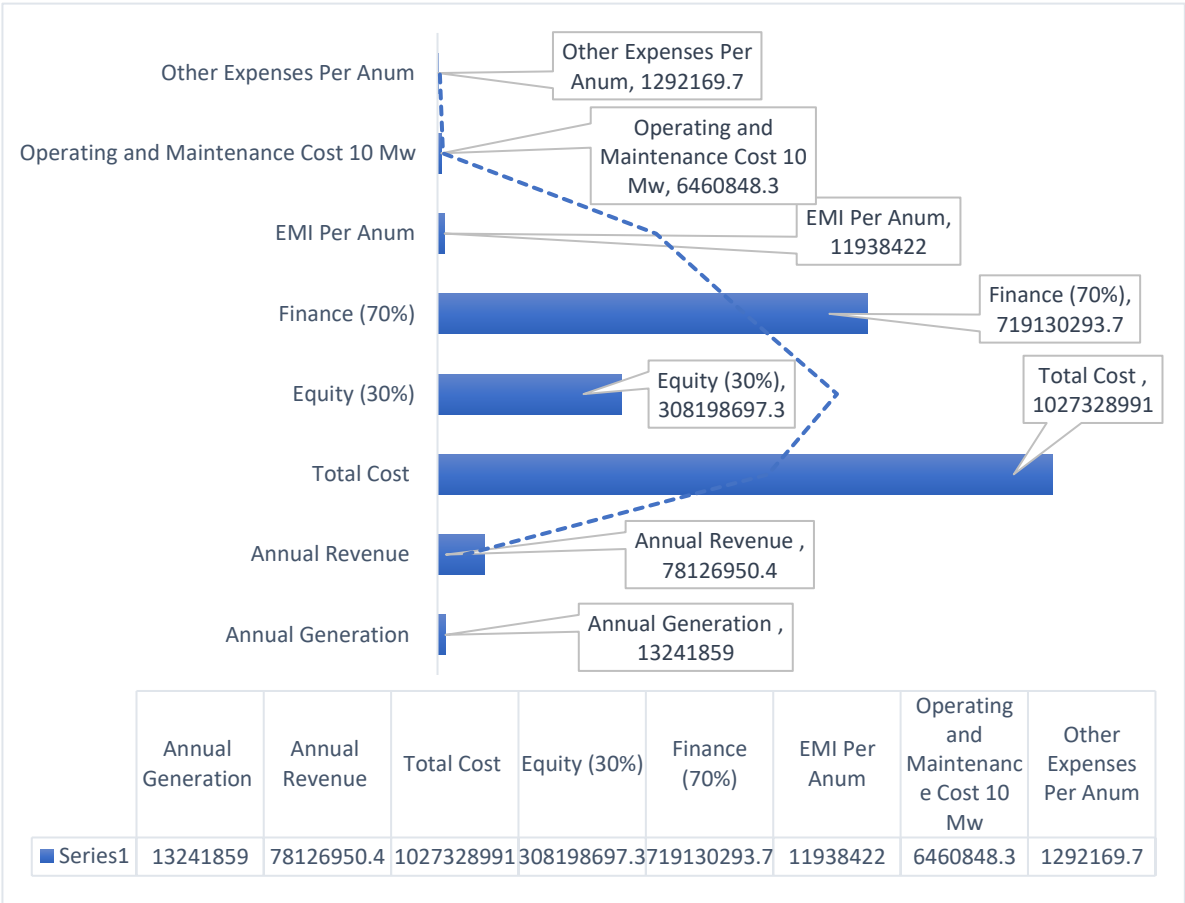 Other Expenses Per Anum
Other Expenses Per
Anum, 1292169.7
Operating and Maintenance Cost 10 Mw
Operating and
Maintenance Cost 10
Mw, 6460848.3
EMI Per Anum
EMI Per Anum,
11938422
Finance (70%)
Finance (70%),
719130293.7
Equity (30%)
Equity (30%),
308198697.3
Total Cost
Total Cost ,
1027328991
Annual Revenue
Annual Revenue ,
78126950.4
Annual Generation
Annual Generation ,
13241859
Annual
Generation
Annual
Revenue
Total Cost
Equity (30%)
Finance
(70%)
EMI Per
Anum
Operating
and
Maintenanc
e Cost 10
Mw
Other
Expenses
Per Anum
Series1 13241859 78126950.4 1027328991 308198697.3 719130293.7 11938422 6460848.3 1292169.7